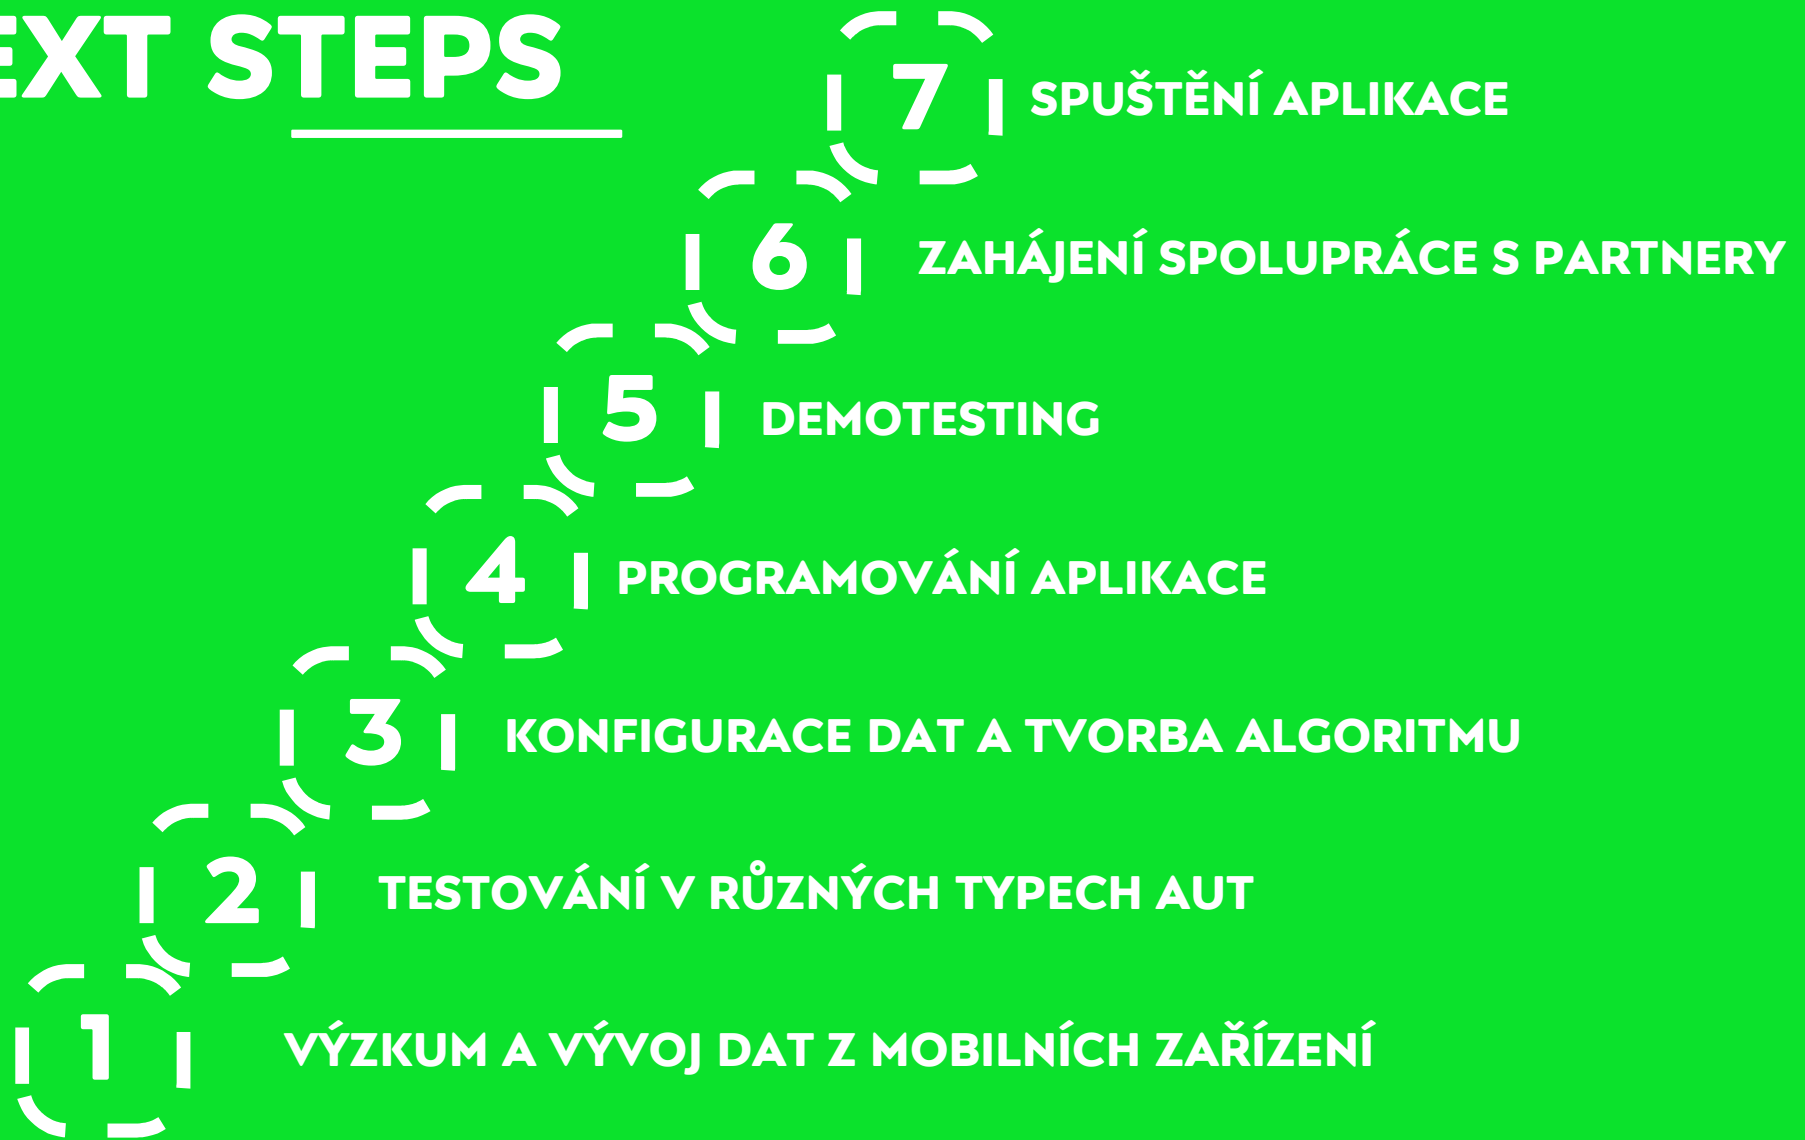 EXT STEPS
7 SPUŠTĚNÍ APLIKACE
6 ZAHÁJENÍ SPOLUPRÁCE S PARTNERY
5 DEMOTESTING
4 PROGRAMOVÁNÍ APLIKACE
3 KONFIGURACE DAT A TVORBA ALGORITMU
2 TESTOVÁNÍ V RŮZNÝCH TYPECH AUT
1 VÝZKUM A VÝVOJ DAT Z MOBILNÍCH ZAŘÍZENÍ